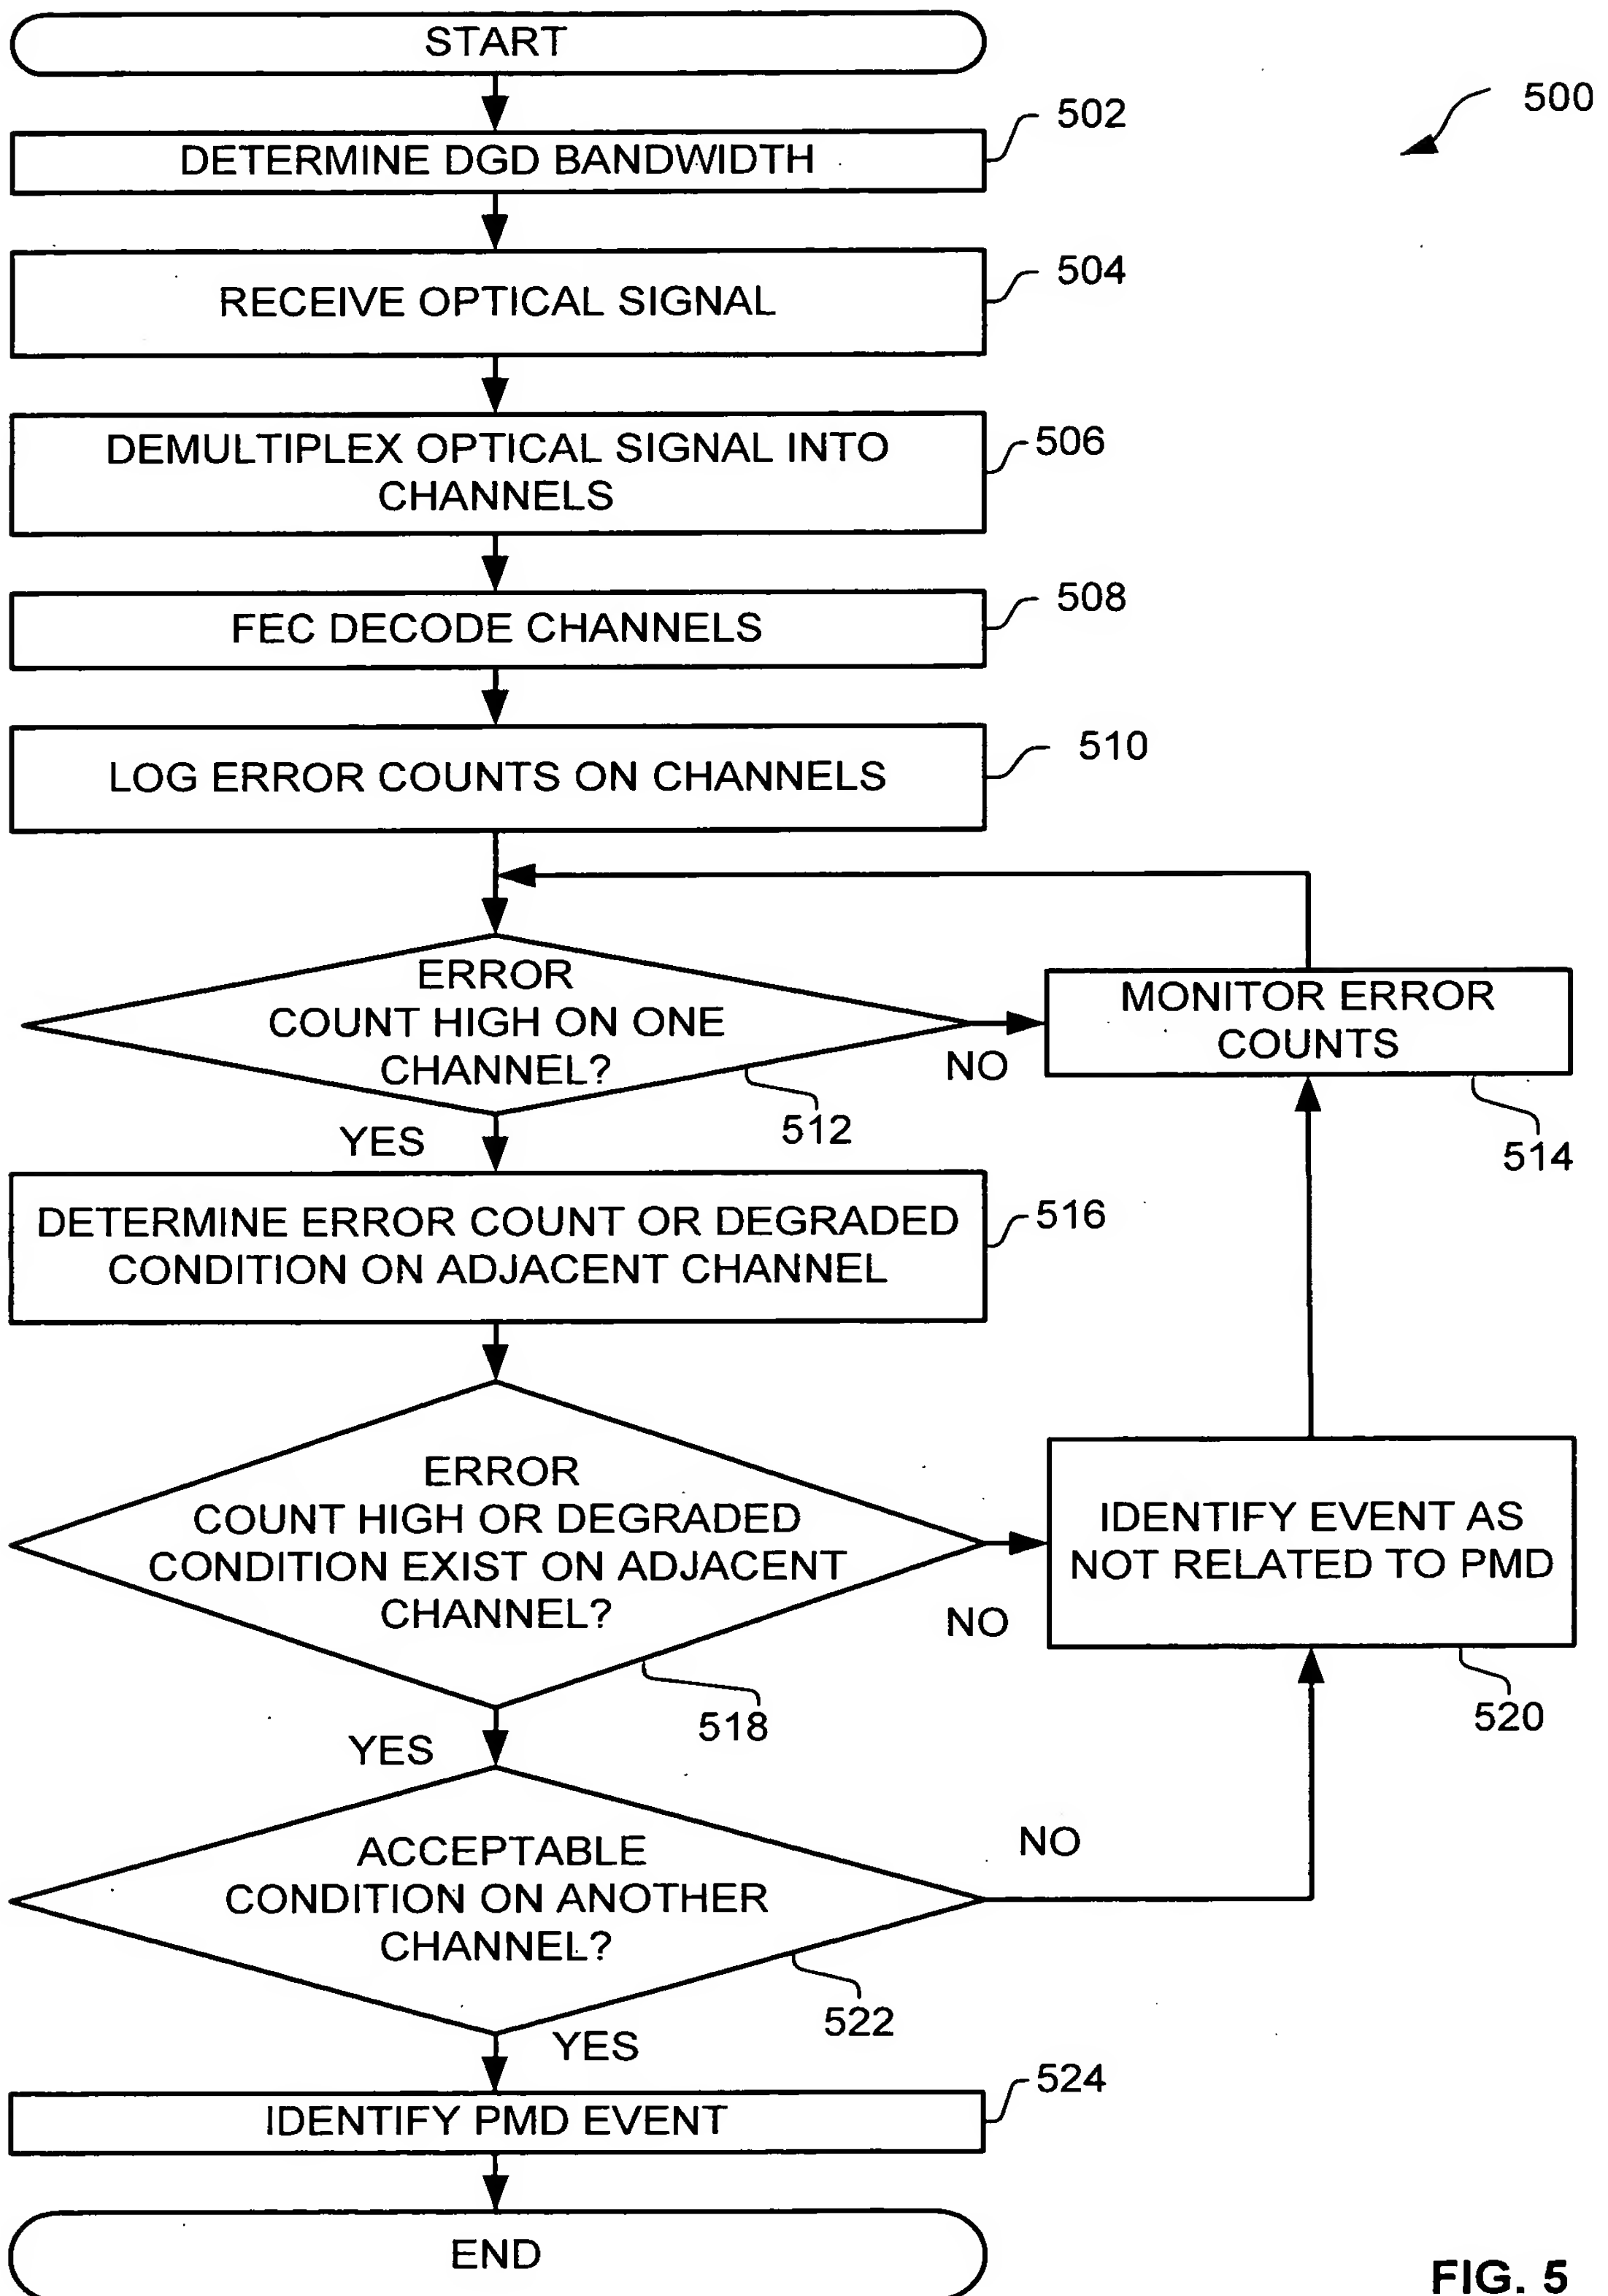 START
500
502
DETERMINE DGD BANDWIDTH
504
RECEIVE OPTICAL SIGNAL
506
DEMULTIPLEX OPTICAL SIGNAL INTO
CHANNELS
508
FEC DECODE CHANNELS
510
LOG ERROR COUNTS ON CHANNELS
ERROR
COUNT HIGH ON ONE
CHANNEL?
NO
512
YES
MONITOR ERROR
COUNTS
514
DETERMINE ERROR COUNT OR DEGRADED
CONDITION ON ADJACENT CHANNEL
516
ERROR
COUNT HIGH OR DEGRADED
CONDITION EXIST ON ADJACENT
CHANNEL?
NO
518
YES
IDENTIFY EVENT AS
NOT RELATED TO PMD
520
ACCEPTABLE
CONDITION ON ANOTHER
CHANNEL?
NO
522
YES
524
IDENTIFY PMD EVENT
END
FIG. 5